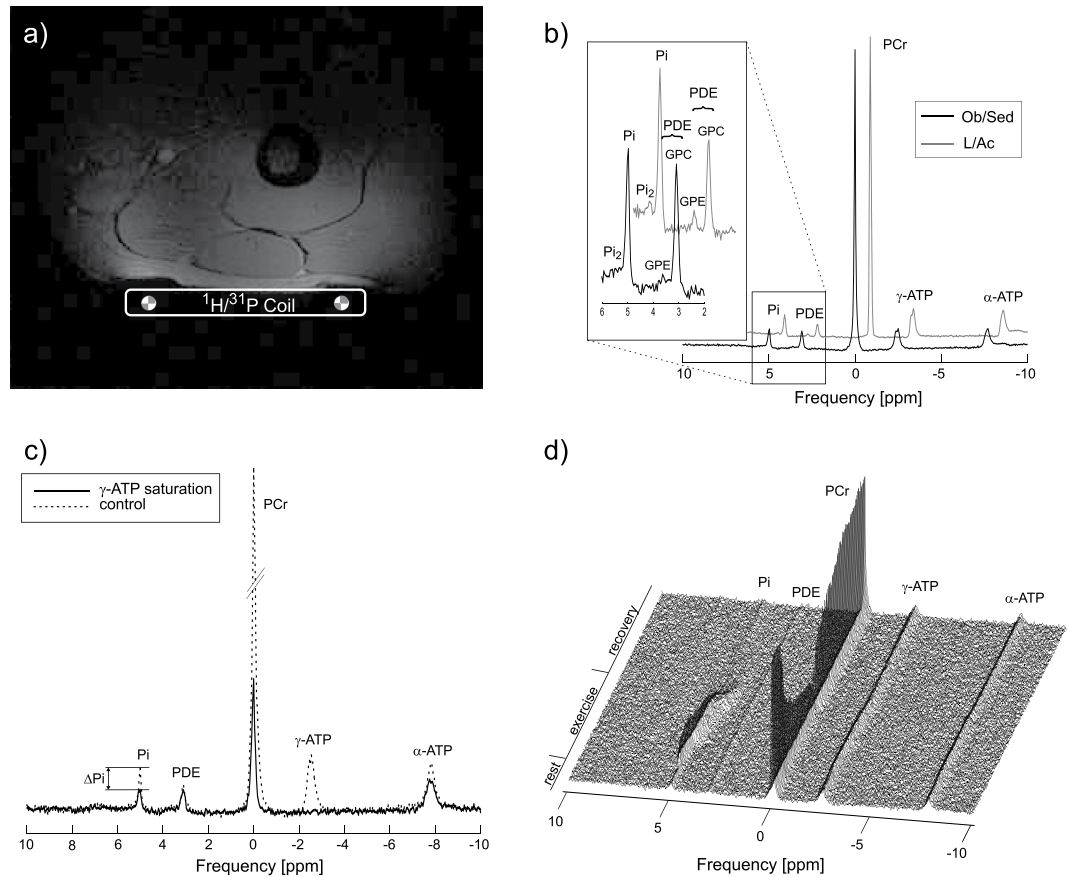 a)
¹H/³¹P Coil
b)
PCr
Ob/Sed
L/Ac
Pi
PDE
GPC
Pi
PDE
GPC
Pi₂
GPE
Pi₂
GPE
6 5 4 3 2
Pi
PDE
γ-ATP
α-ATP
10 5 0 -5 -10
Frequency [ppm]
c)
γ-ATP saturation
control
PCr
γ-ATP
α-ATP
Pi
ΔPi
PDE
10 8 6 4 2 0 -2 -4 -6 -8 -10
Frequency [ppm]
d)
PCr
Pi
PDE
γ-ATP
α-ATP
recovery
exercise
rest
10 5 0 -5 -10
Frequency [ppm]